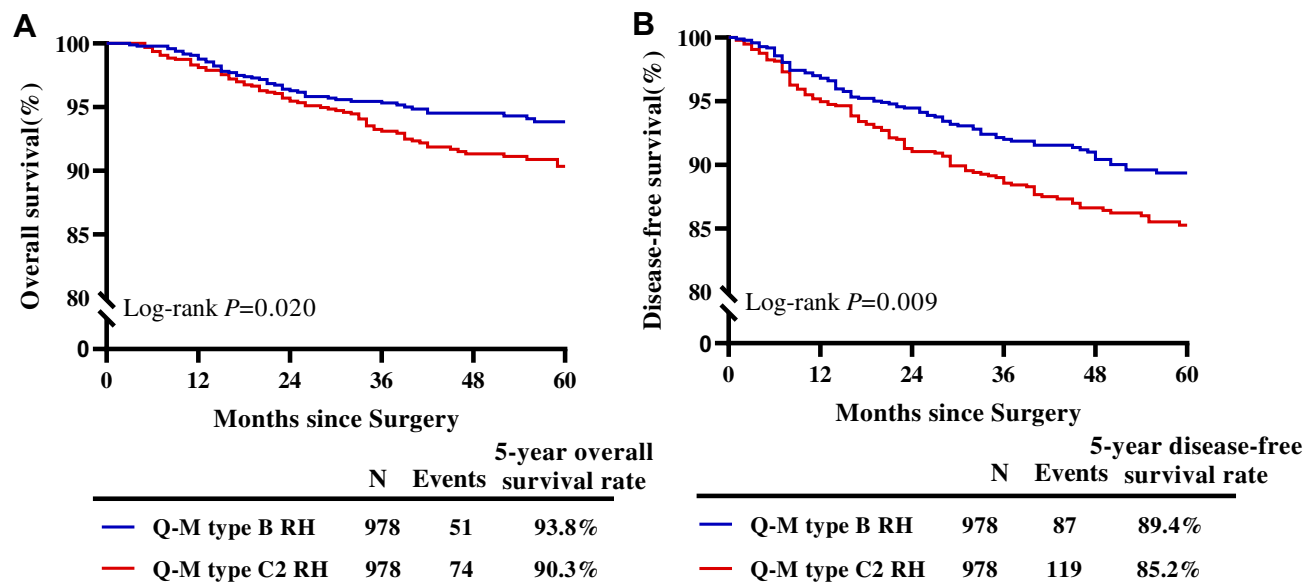 A
100
95
90
85
80
0
Overall survival(%)
Log-rank P=0.020
0 12 24 36 48 60
Months since Surgery
5-year overall
N Events survival rate
Q-M type B RH 978 51 93.8%
Q-M type C2 RH 978 74 90.3%
B
100
95
90
85
80
0
Disease-free survival(%)
Log-rank P=0.009
0 12 24 36 48 60
Months since Surgery
5-year disease-free
N Events survival rate
Q-M type B RH 978 87 89.4%
Q-M type C2 RH 978 119 85.2%